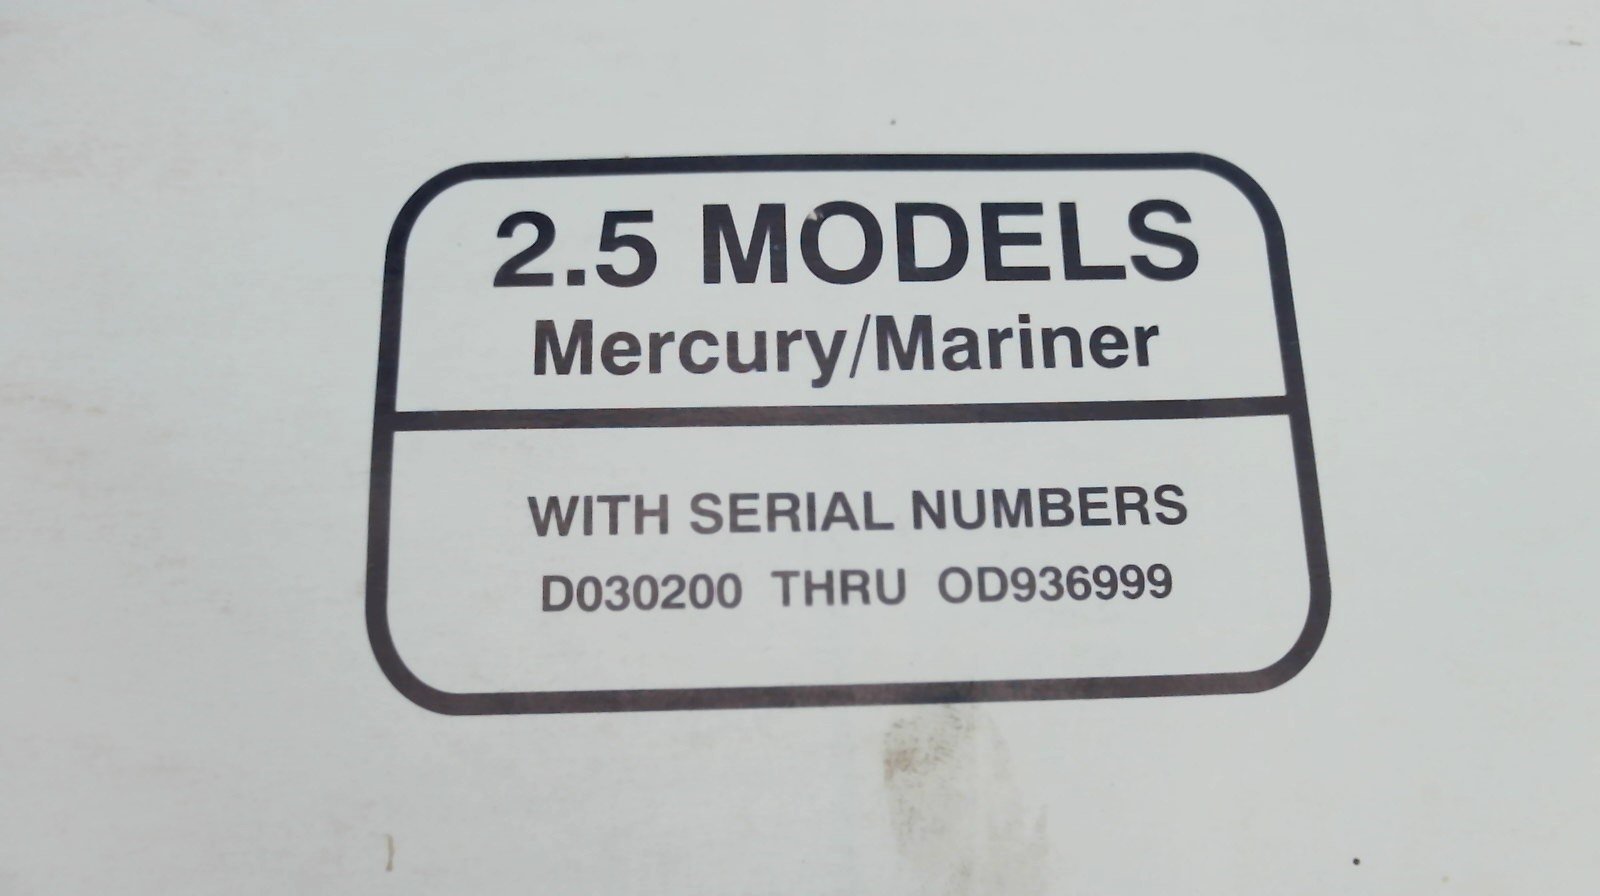 2.5 MODELS
Mercury/Mariner
WITH SERIAL NUMBERS
D030200 THRU OD936999